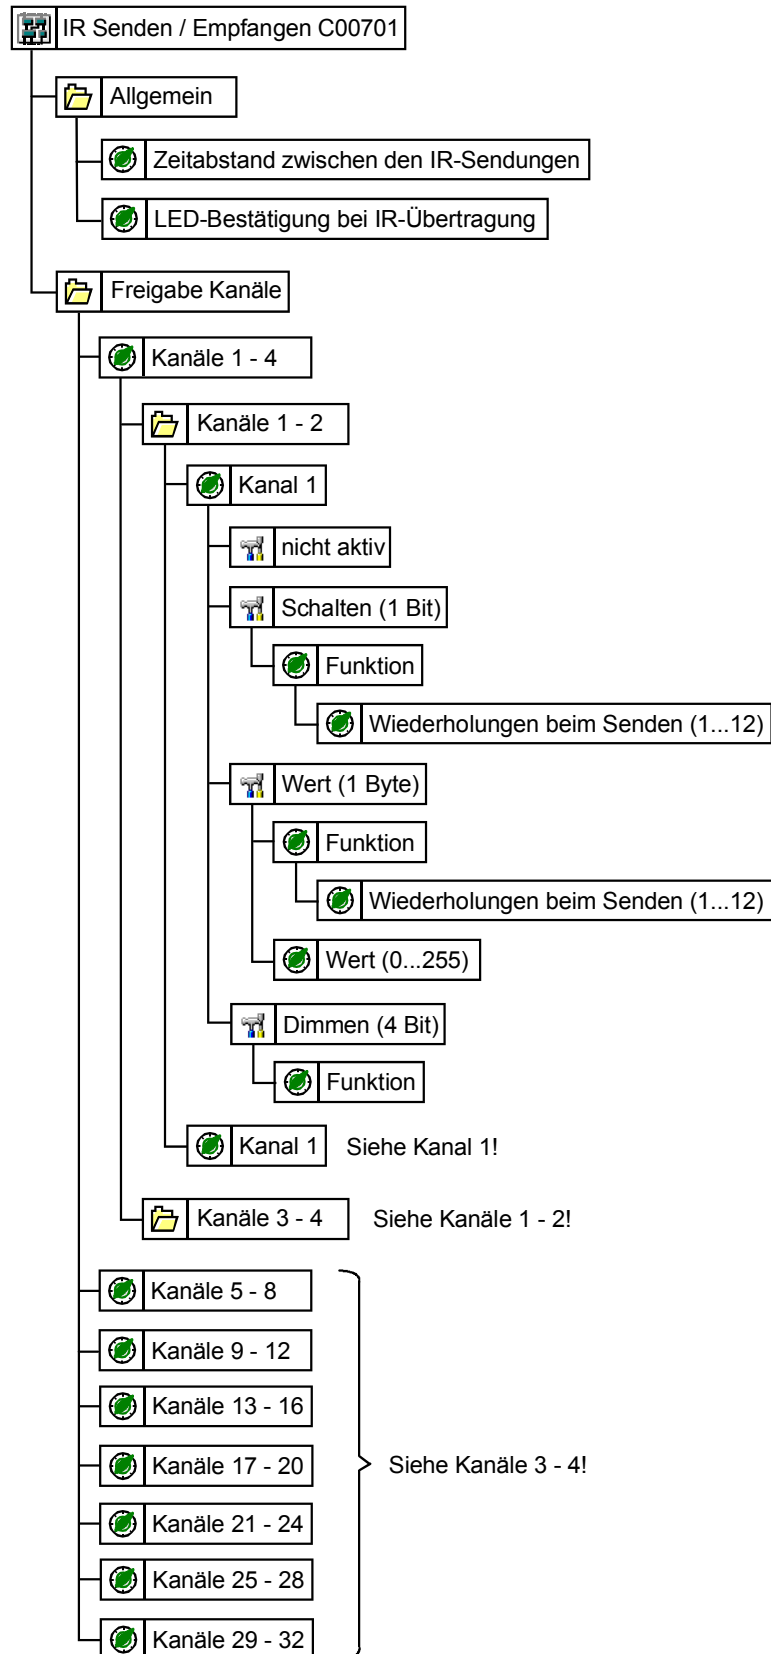 IR Senden / Empfangen C00701
Allgemein
Zeitabstand zwischen den IR-Sendungen
LED-Bestätigung bei IR-Übertragung
Freigabe Kanäle
Kanäle 1 - 4
Kanäle 1 - 2
Kanal 1
nicht aktiv
Schalten (1 Bit)
Funktion
Wiederholungen beim Senden (1...12)
Wert (1 Byte)
Funktion
Wiederholungen beim Senden (1...12)
Wert (0...255)
Dimmen (4 Bit)
Funktion
Kanal 1 Siehe Kanal 1!
Kanäle 3 - 4 Siehe Kanäle 1 - 2!
Kanäle 5 - 8
Kanäle 9 - 12
Kanäle 13 - 16
Kanäle 17 - 20 Siehe Kanäle 3 - 4!
Kanäle 21 - 24
Kanäle 25 - 28
Kanäle 29 - 32